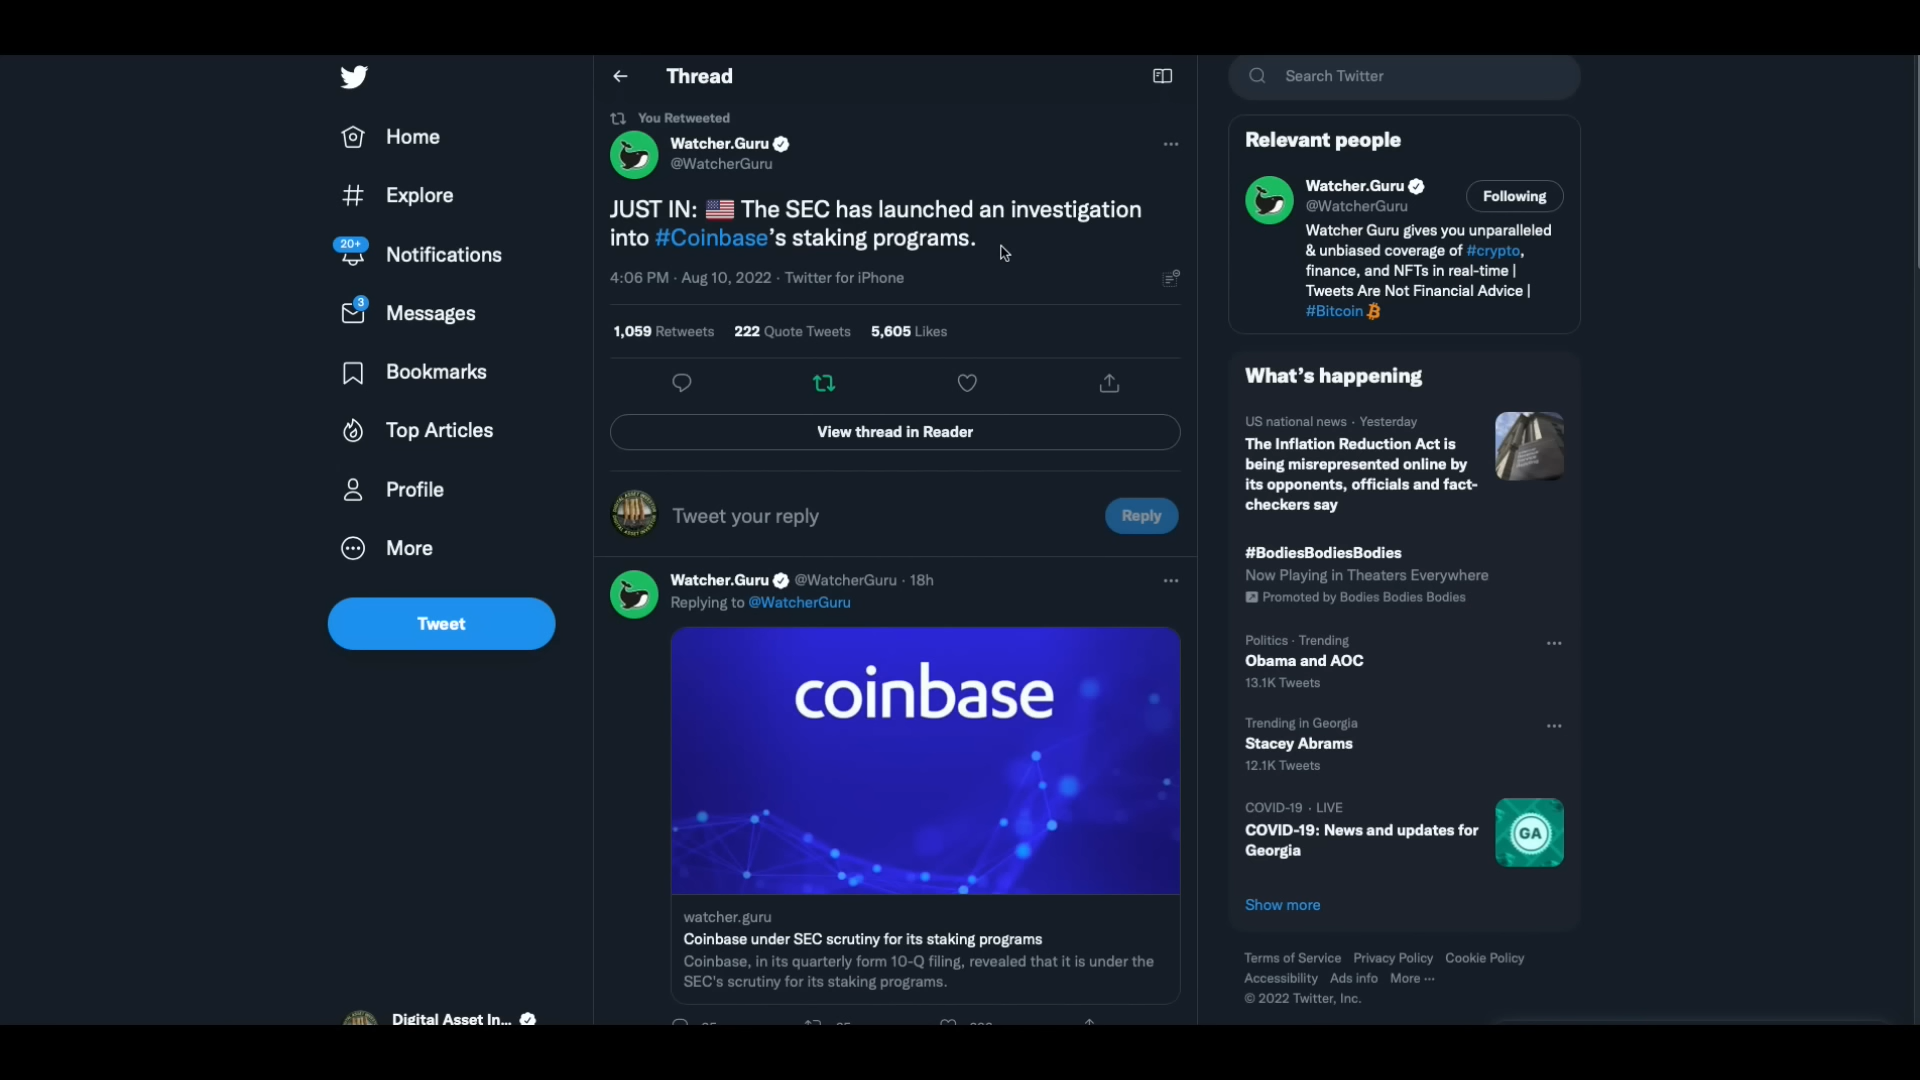 Home
Explore
20+
Notifications
3
Messages
Bookmarks
Top Articles
Profile
More
Tweet
Digital Asset In...
Thread
You Retweeted
Watcher.Guru
@WatcherGuru
JUST IN: 🇺🇸 The SEC has launched an investigation
into #Coinbase's staking programs.
4:06 PM · Aug 10, 2022 · Twitter for iPhone
1,059 Retweets 222 Quote Tweets 5,605 Likes
View thread in Reader
Tweet your reply
Reply
Watcher.Guru @WatcherGuru · 18h
Replying to @WatcherGuru
coinbase
watcher.guru
Coinbase under SEC scrutiny for its staking programs
Coinbase, in its quarterly form 10-Q filing, revealed that it is under the
SEC's scrutiny for its staking programs.
Search Twitter
Relevant people
Watcher.Guru
@WatcherGuru
Following
Watcher Guru gives you unparalleled
& unbiased coverage of #crypto,
finance, and NFTs in real-time |
Tweets Are Not Financial Advice |
#Bitcoin
What's happening
US national news · Yesterday
The Inflation Reduction Act is
being misrepresented online by
its opponents, officials and fact-
checkers say
#BodiesBodiesBodies
Now Playing in Theaters Everywhere
Promoted by Bodies Bodies Bodies
Politics · Trending
Obama and AOC
13.1K Tweets
Trending in Georgia
Stacey Abrams
12.1K Tweets
COVID-19 · LIVE
COVID-19: News and updates for
Georgia
GA
Show more
Terms of Service Privacy Policy Cookie Policy
Accessibility Ads info More ···
© 2022 Twitter, Inc.